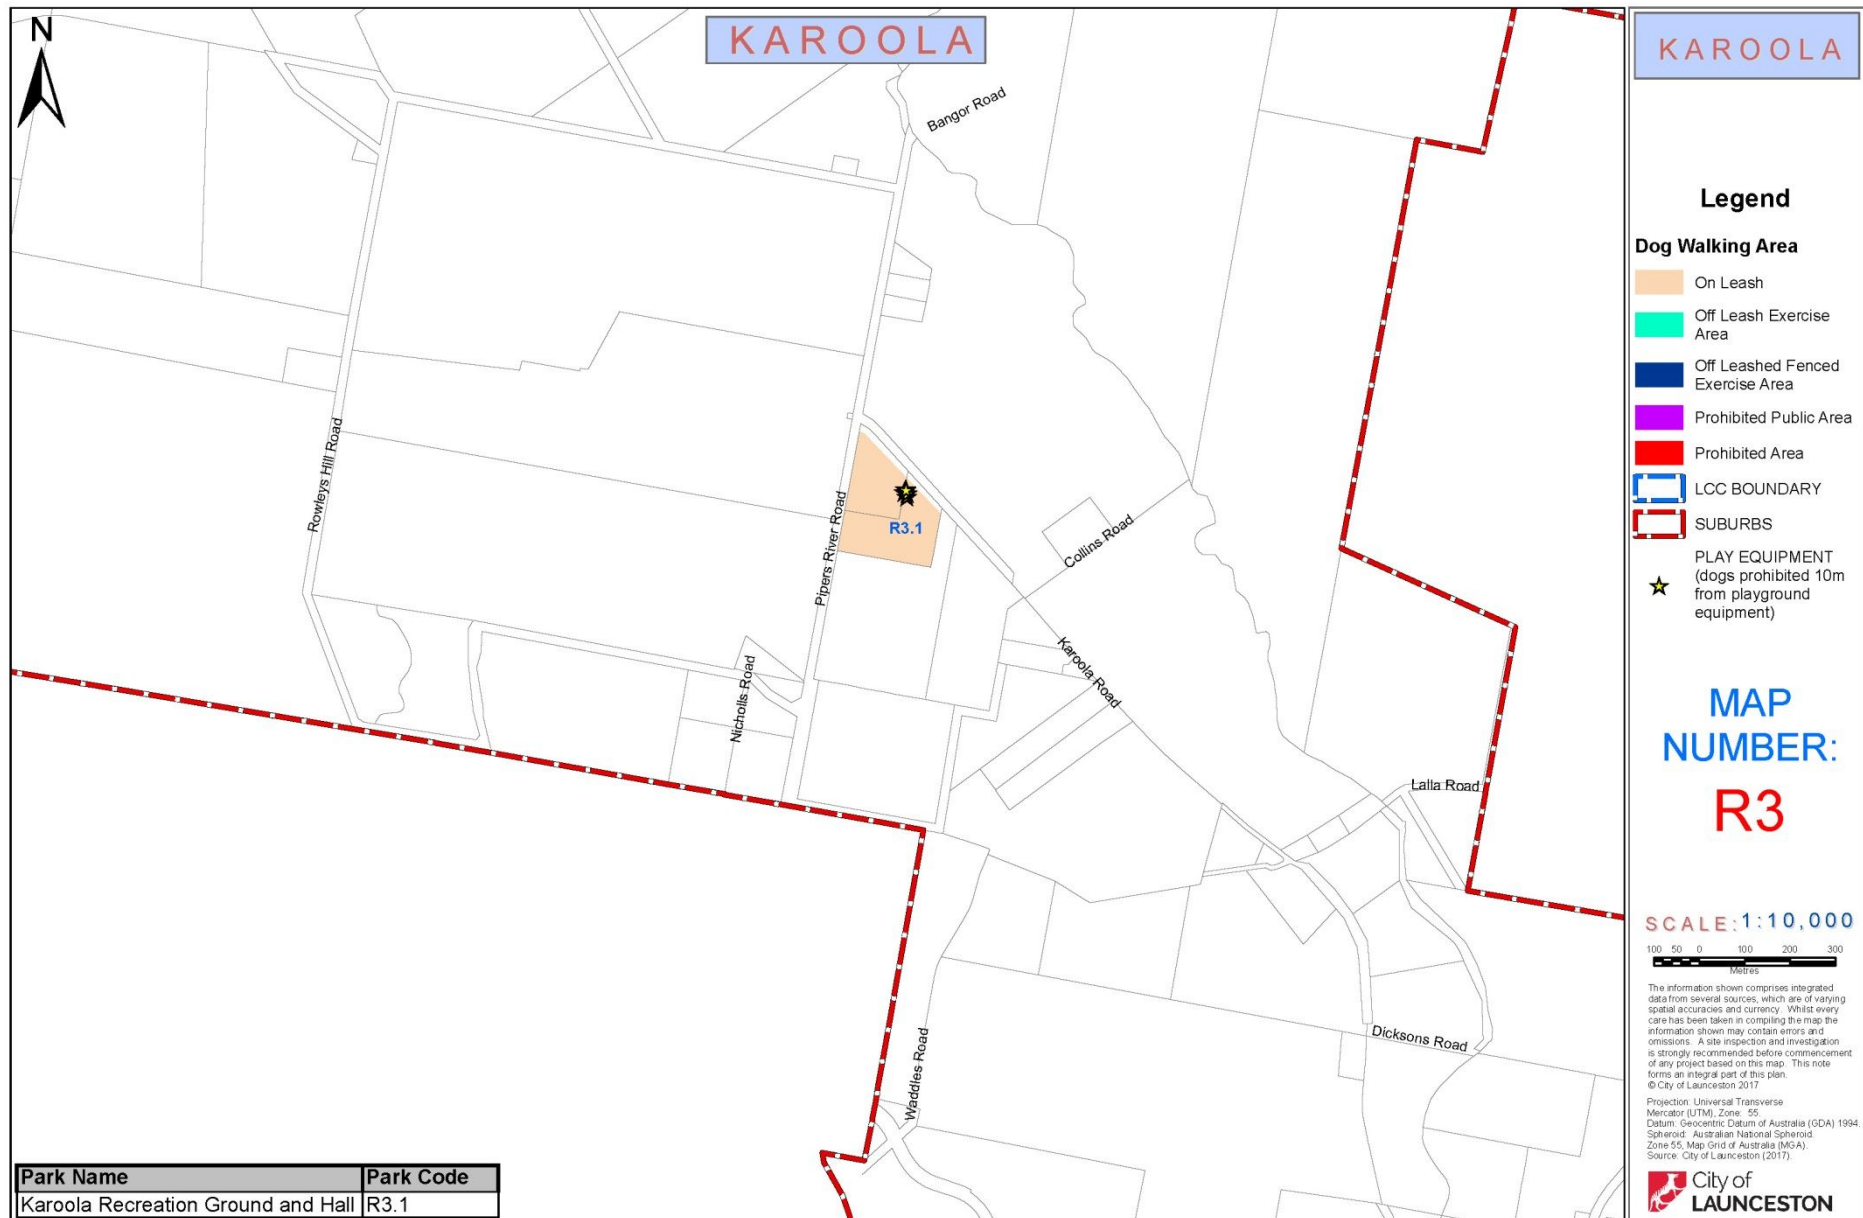 N
KAROOLA
Bangor Road
Rowleys Hill Road
Pipers River Road
R3.1
Collins Road
Karoola Road
Nicholls Road
Lalla Road
Dicksons Road
Waddles Road
Park Name Park Code
Karoola Recreation Ground and Hall R3.1
KAROOLA
Legend
Dog Walking Area
On Leash
Off Leash Exercise
Area
Off Leashed Fenced
Exercise Area
Prohibited Public Area
Prohibited Area
LCC BOUNDARY
SUBURBS
PLAY EQUIPMENT
(dogs prohibited 10m
from playground
equipment)
MAP
NUMBER:
R3
SCALE: 1:10,000
100 50 0 100 200 300
Metres
The information shown comprises integrated
data from several sources, which are of varying
spatial accuracies and currency. Whilst every
care has been taken in compiling the map the
information shown may contain errors and
omissions. A site inspection and investigation
is strongly recommended before commencement
of any project based on this map. This note
forms an integral part of this plan.
© City of Launceston 2017
Projection: Universal Transverse
Mercator (UTM), Zone: 55.
Datum: Geocentric Datum of Australia (GDA) 1994.
Spheroid: Australian National Spheroid.
Zone 55, Map Grid of Australia (MGA).
Source: City of Launceston (2017).
City of
LAUNCESTON